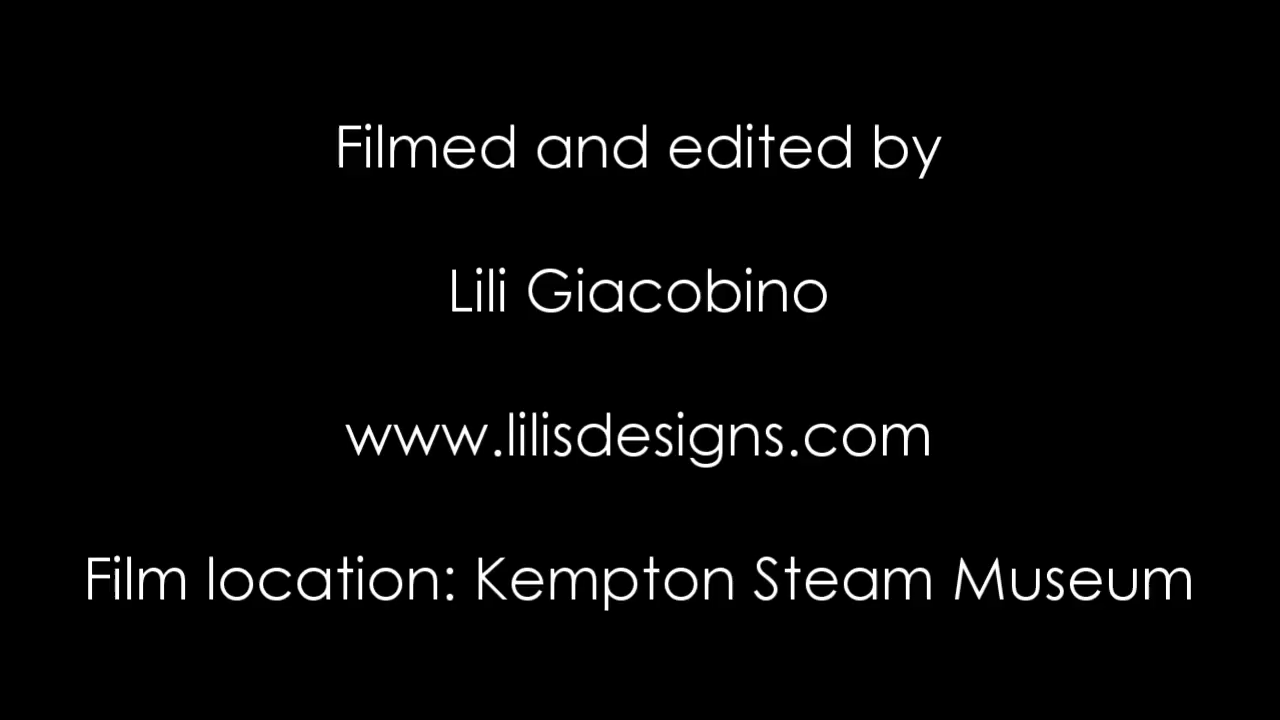 Filmed and edited by
Lili Giacobino
www.lilisdesigns.com
Film location: Kempton Steam Museum